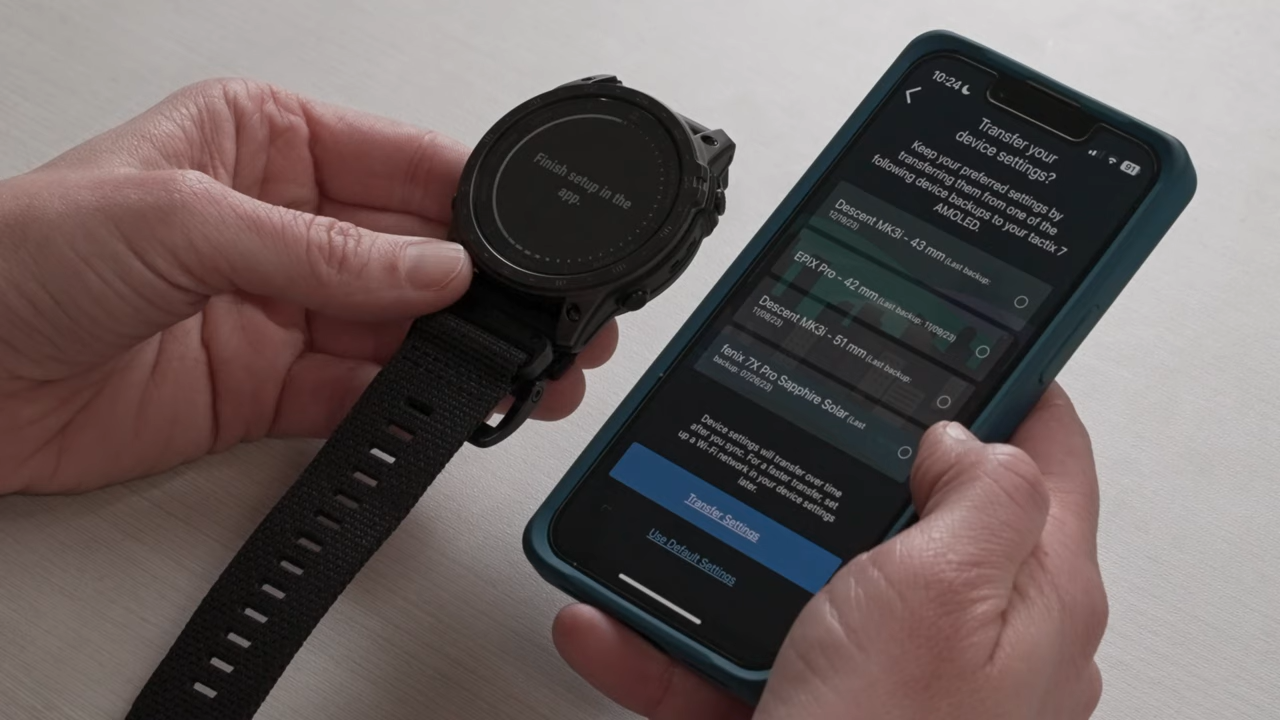 Finish setup in the
app.
10:24
91
Transfer your
device settings?
Keep your preferred settings by
transferring them from one of the
following device backups to your tactix 7
AMOLED.
Descent MK3i - 43 mm (Last backup:
12/19/23)
EPIX Pro - 42 mm (Last backup: 11/09/23)
Descent MK3i - 51 mm (Last backup:
11/08/23)
fenix 7X Pro Sapphire Solar (Last
backup: 07/26/23)
Device settings will transfer over time
after you sync. For a faster transfer, set
up a Wi-Fi network in your device settings
later.
Transfer Settings
Use Default Settings